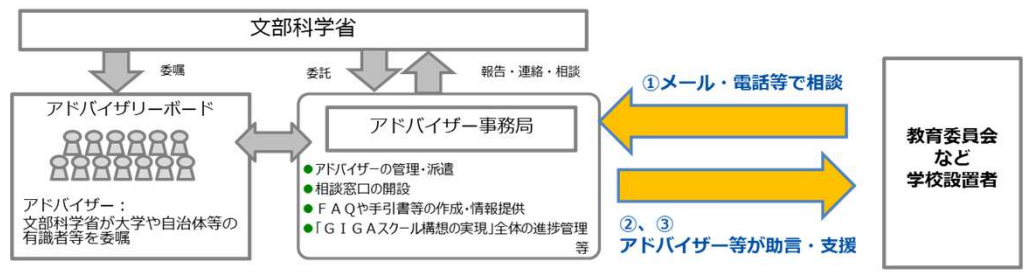 文部科学省
委嘱
委託
報告・連絡・相談
アドバイザリーボード
アドバイザー：
文部科学省が大学や自治体等の
有識者等を委嘱
アドバイザー事務局
●アドバイザーの管理・派遣
●相談窓口の開設
●ＦＡＱや手引書等の作成・情報提供
●「ＧＩＧＡスクール構想の実現」全体の進捗管理
等
①メール・電話等で相談
②、③
アドバイザー等が助言・支援
教育委員会
など
学校設置者